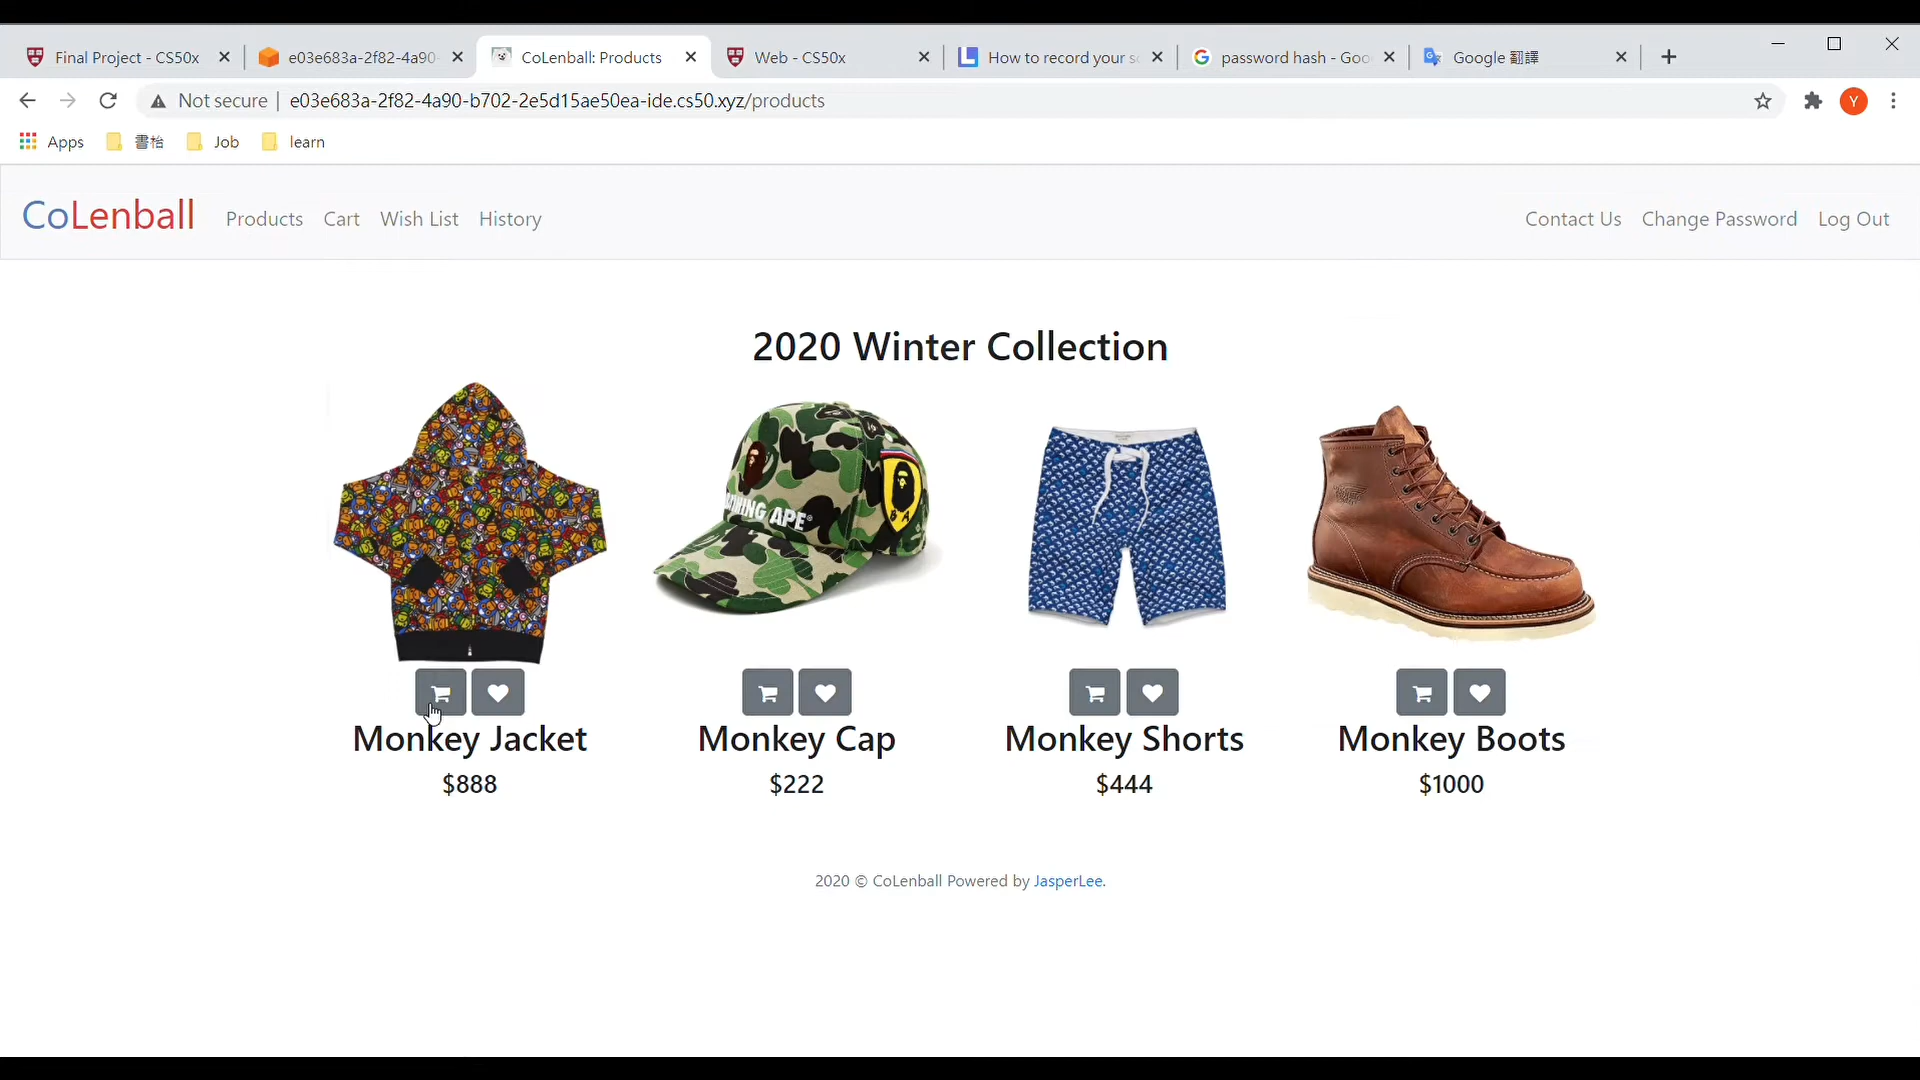 Final Project - CS50x
e03e683a-2f82-4a90-
CoLenball: Products
Web - CS50x
How to record your s
password hash - Goo
Google 翻譯
Not secure | e03e683a-2f82-4a90-b702-2e5d15ae50ea-ide.cs50.xyz/products
Y
Apps
Job
learn
CoLenball
Products
Cart
Wish List
History
Contact Us
Change Password
Log Out
2020 Winter Collection
THING APE®
Monkey Jacket
Monkey Cap
Monkey Shorts
Monkey Boots
$888
$222
$444
$1000
2020 © CoLenball Powered by JasperLee.